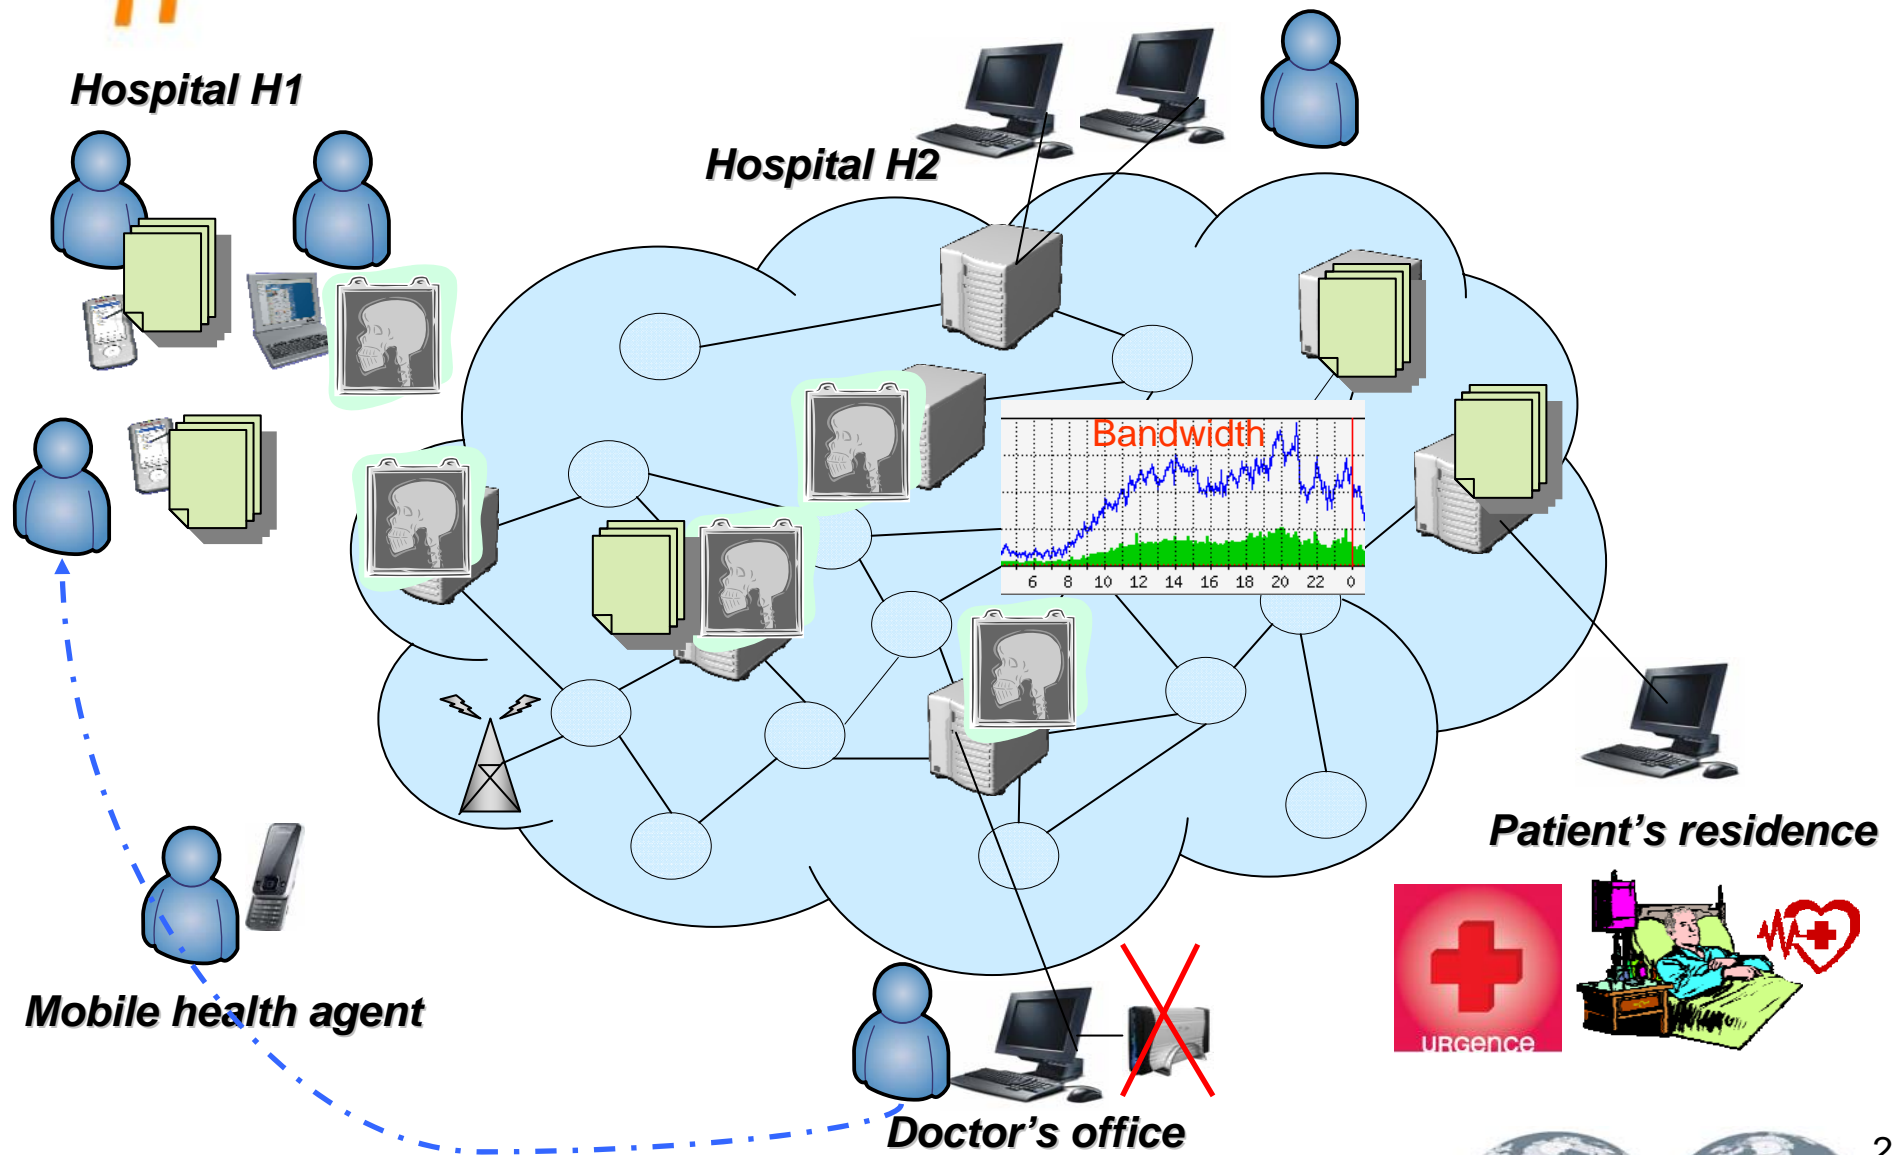 Hospital H1
Hospital H2
Bandwidth
6 8 10 12 14 16 18 20 22 0
Patient's residence
URGENCE
Mobile health agent
Doctor's office
2